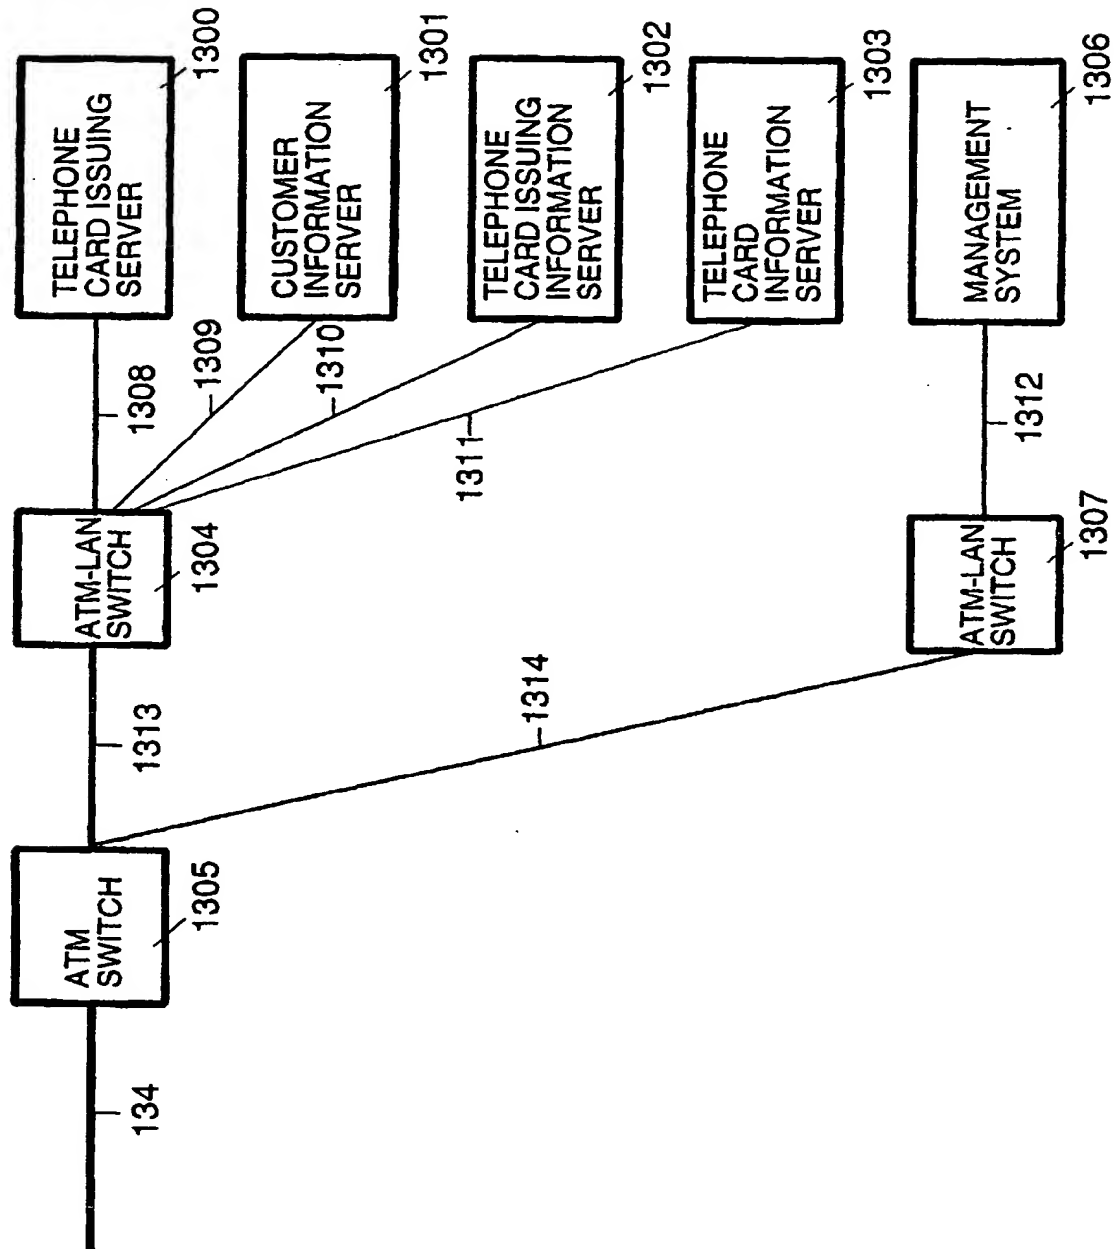 TELEPHONE
CARD ISSUING
SERVER
1300
CUSTOMER
INFORMATION
SERVER
1301
TELEPHONE
CARD ISSUING
INFORMATION
SERVER
1302
TELEPHONE
CARD
INFORMATION
SERVER
1303
MANAGEMENT
SYSTEM
1306
1308
1309
1310
1311
1312
ATM-LAN
SWITCH
1304
ATM-LAN
SWITCH
1307
1313
1314
ATM
SWITCH
1305
134